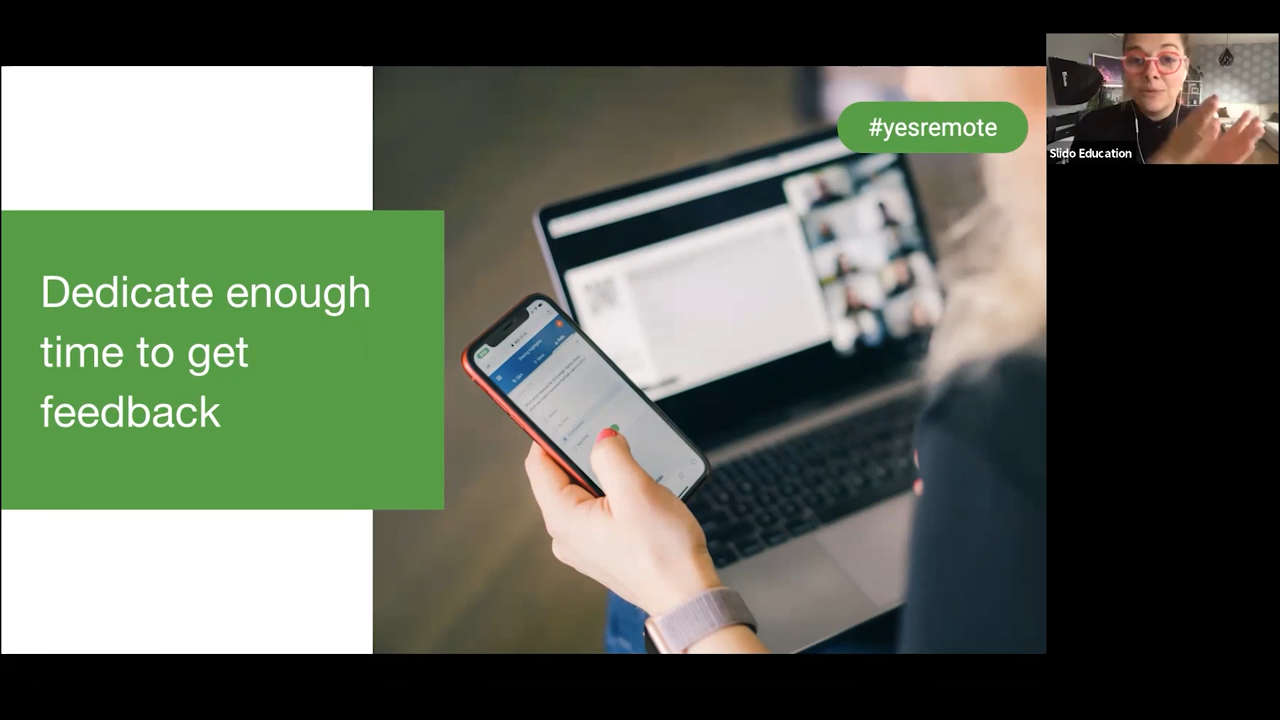 Dedicate enough
time to get
feedback
#yesremote
Slido Education